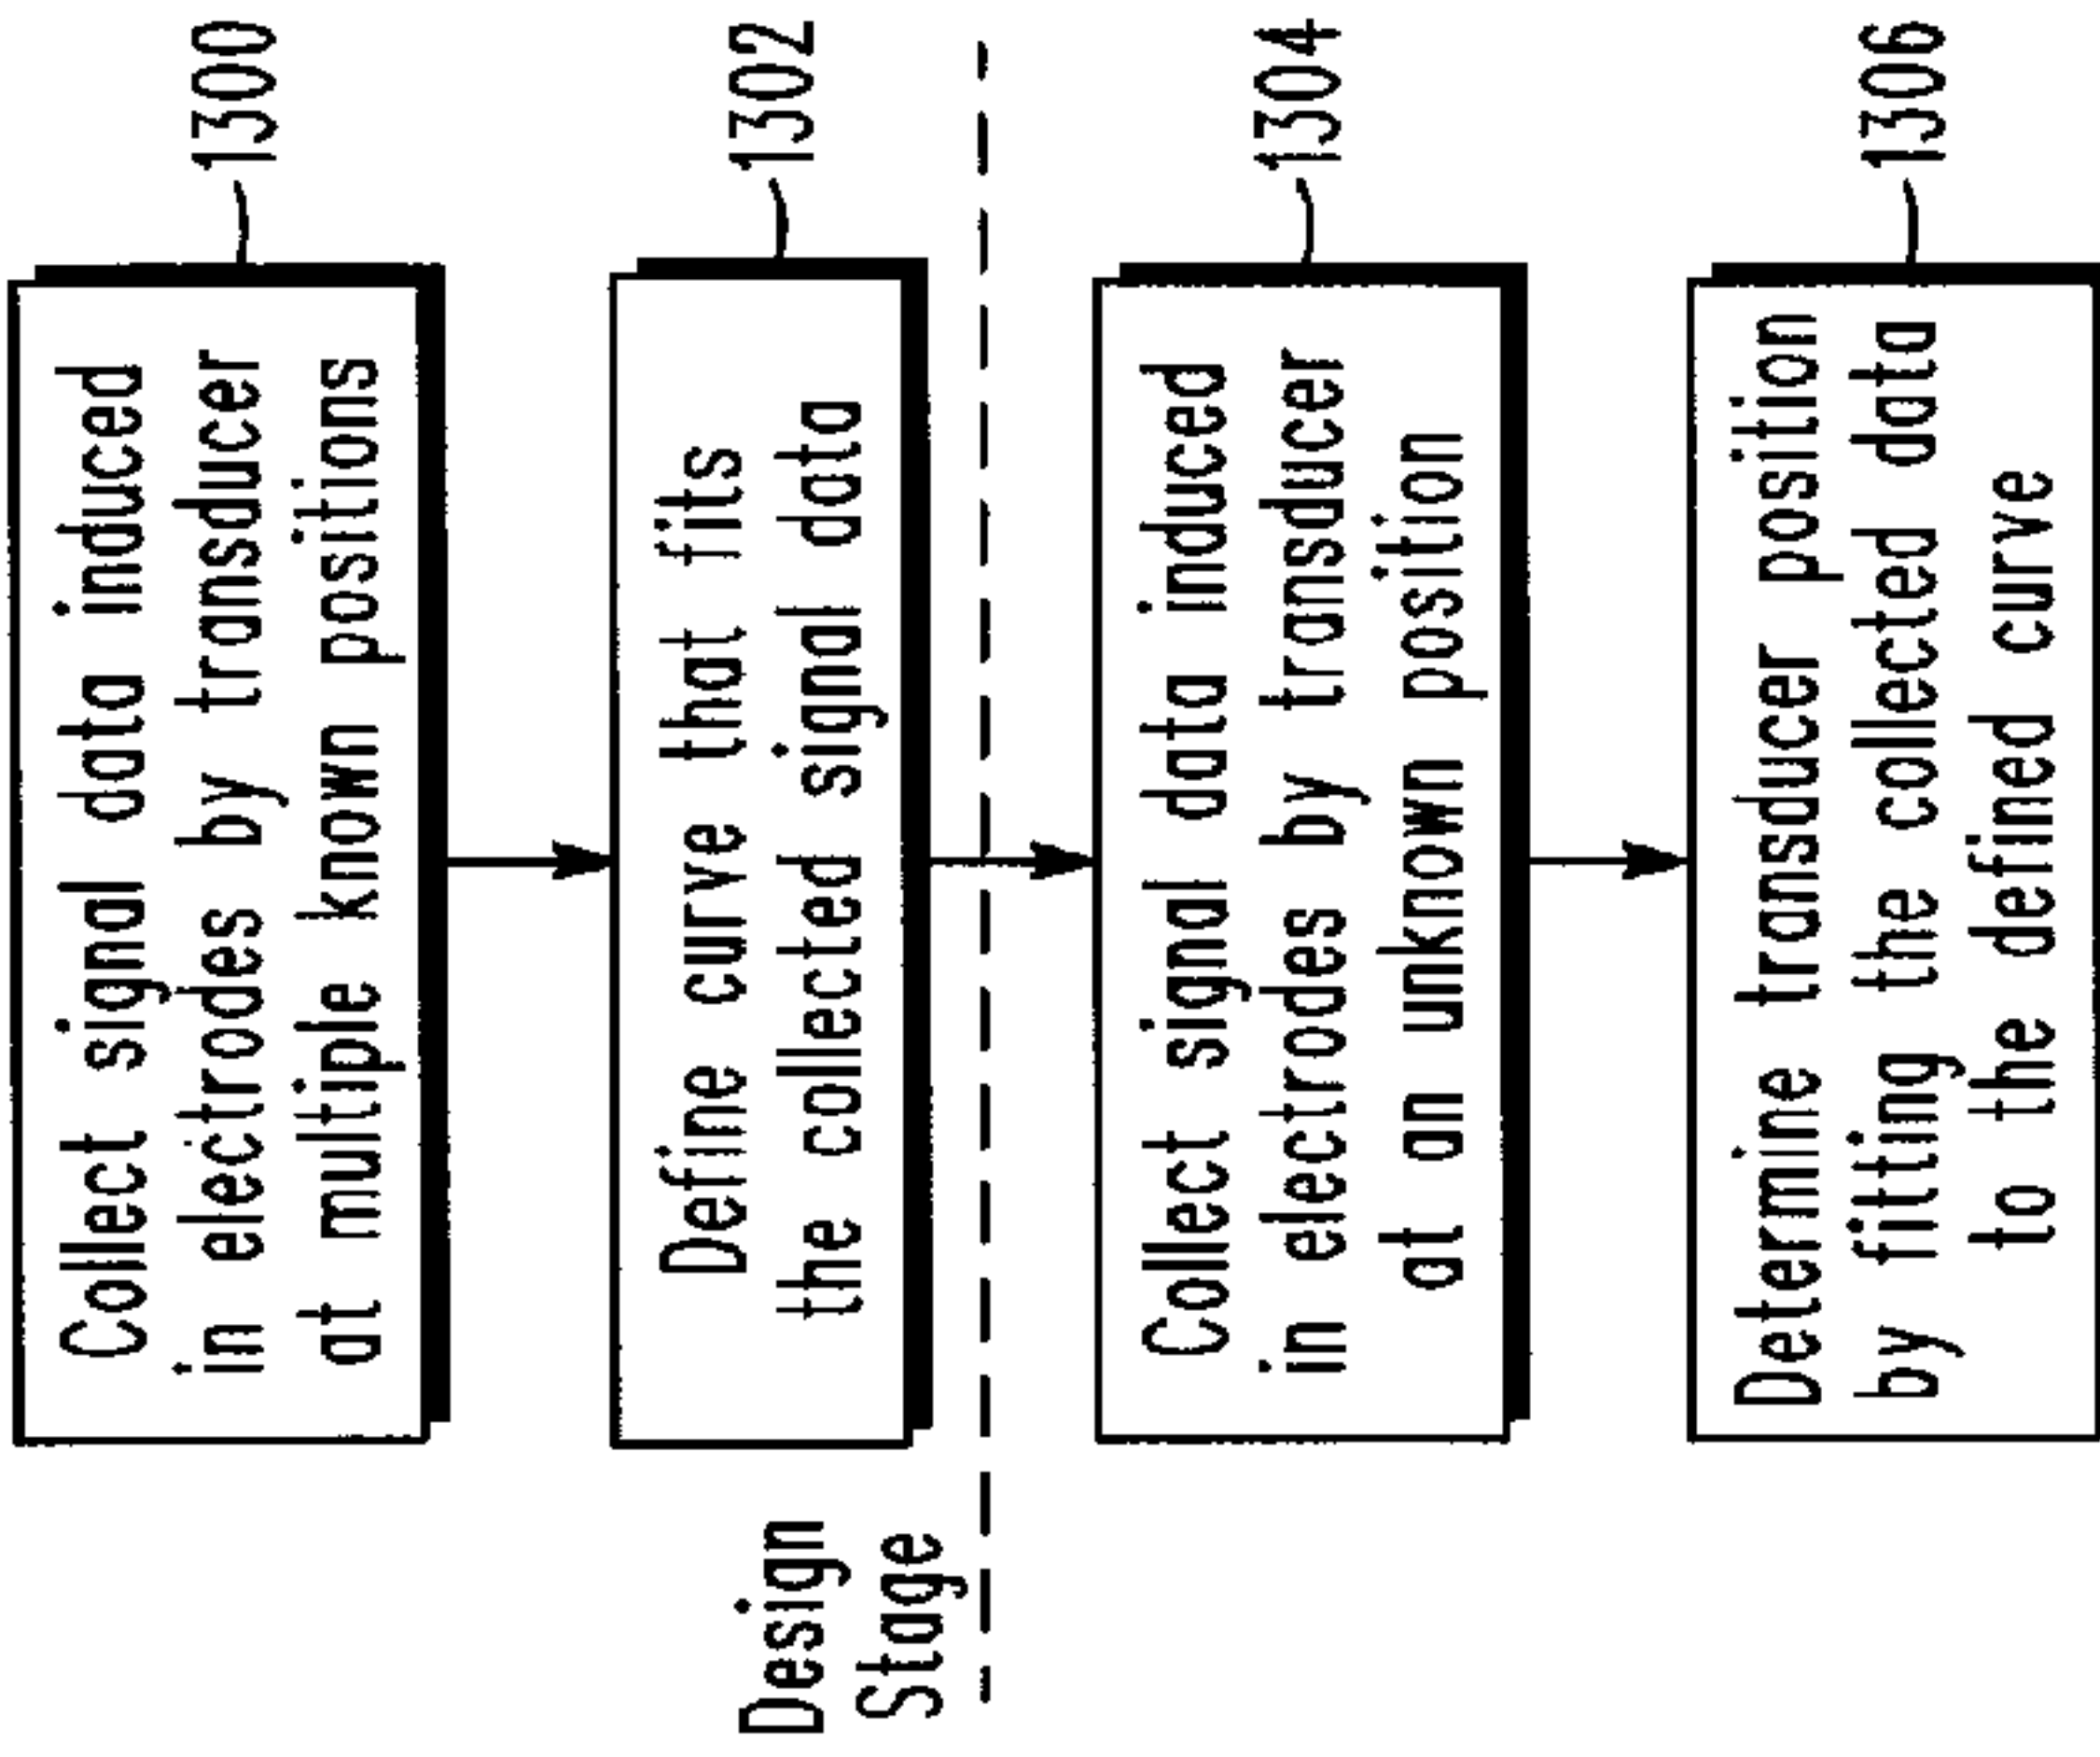 Collect signal data induced
in electrodes by transducer
at multiple known positions
1300
Define curve that fits
the collected signal data
1302
Design
Stage
Collect signal data induced
in electrodes by transducer
at an unknown position
1304
Determine transducer position
by fitting the collected data
to the defined curve
1306